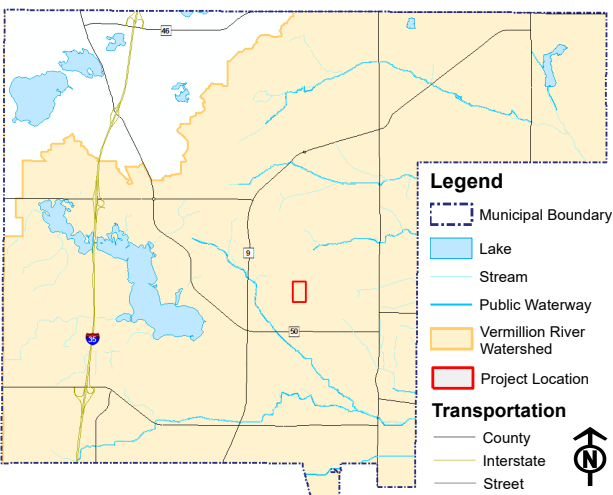 46
9
50
35
Legend
Municipal Boundary
Lake
Stream
Public Waterway
Vermillion River
Watershed
Project Location
Transportation
County
Interstate
Street
N